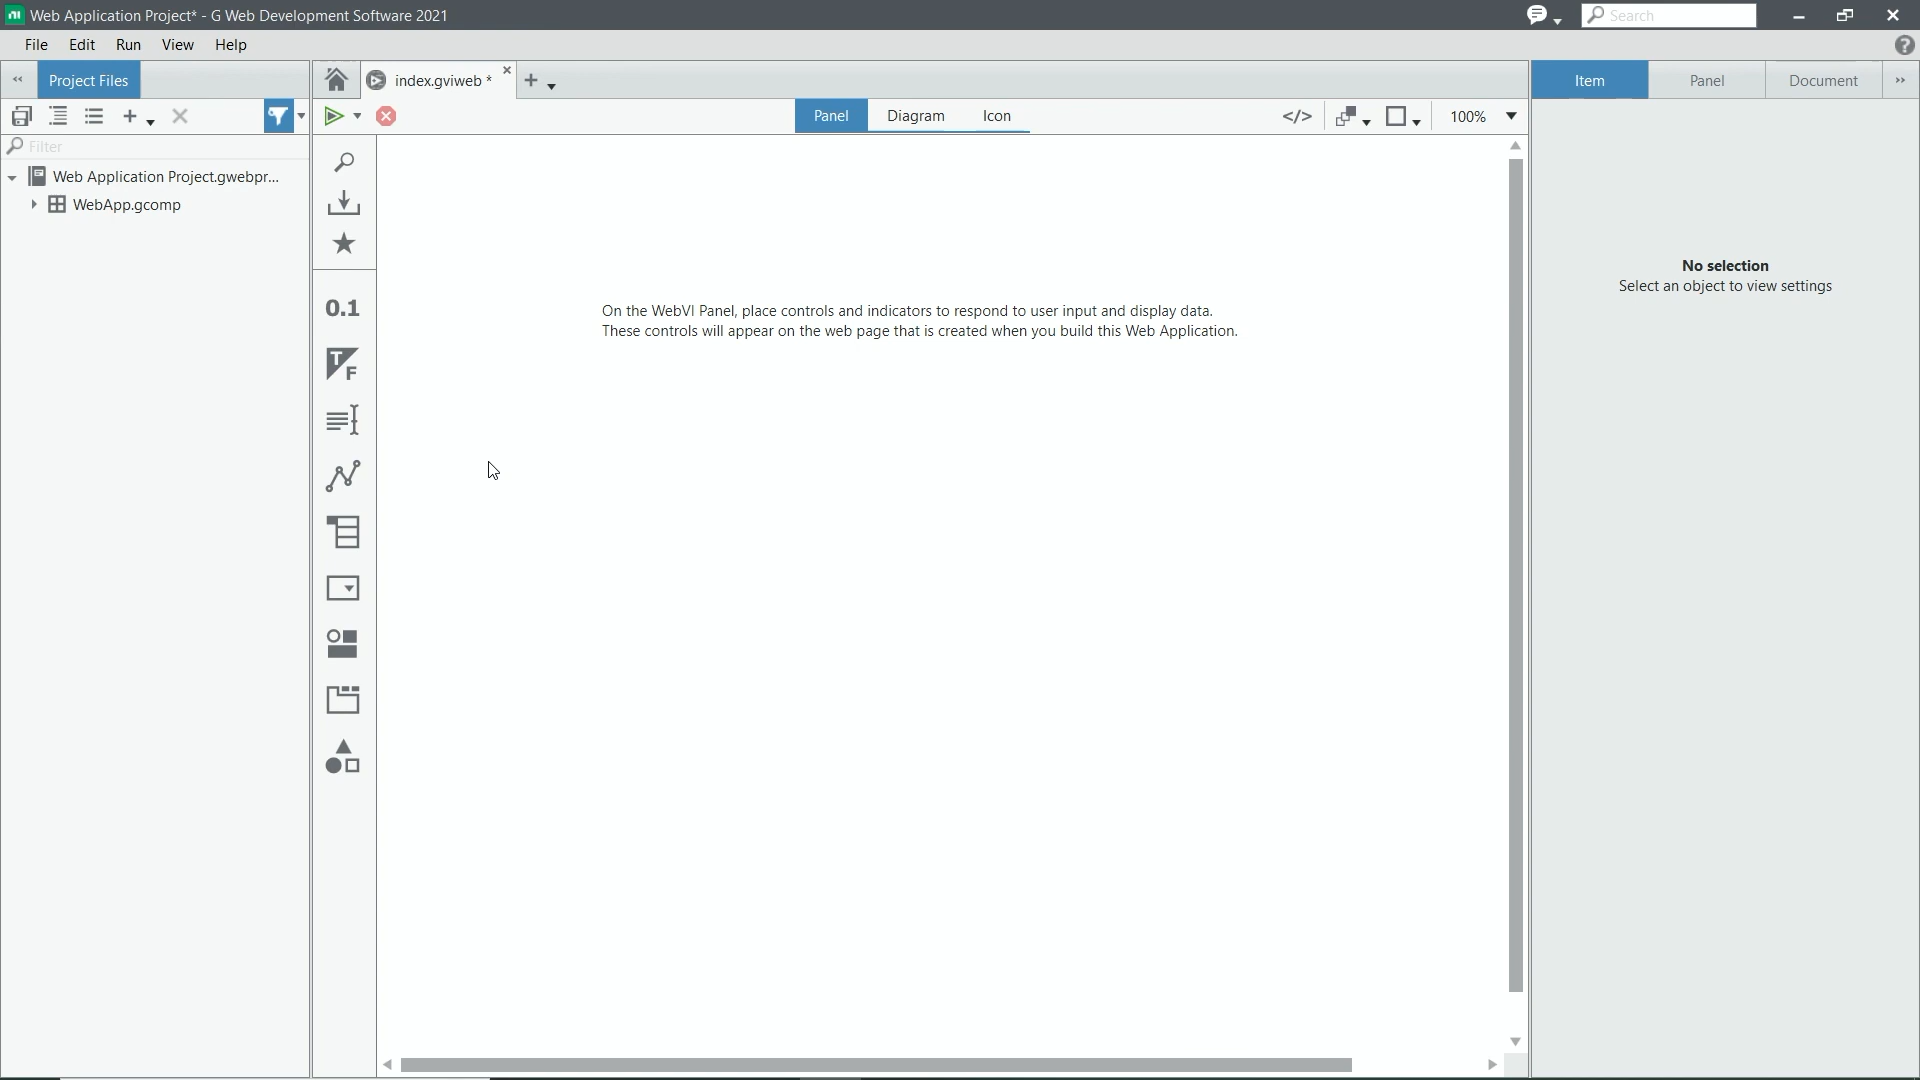 Web Application Project* - G Web Development Software 2021
Search
File Edit Run View Help
Project Files
index.gviweb *
Item Panel Document
Panel Diagram Icon
</>
100%
Filter
Web Application Project.gwebpr...
WebApp.gcomp
0.1
T F
On the WebVI Panel, place controls and indicators to respond to user input and display data.
These controls will appear on the web page that is created when you build this Web Application.
No selection
Select an object to view settings